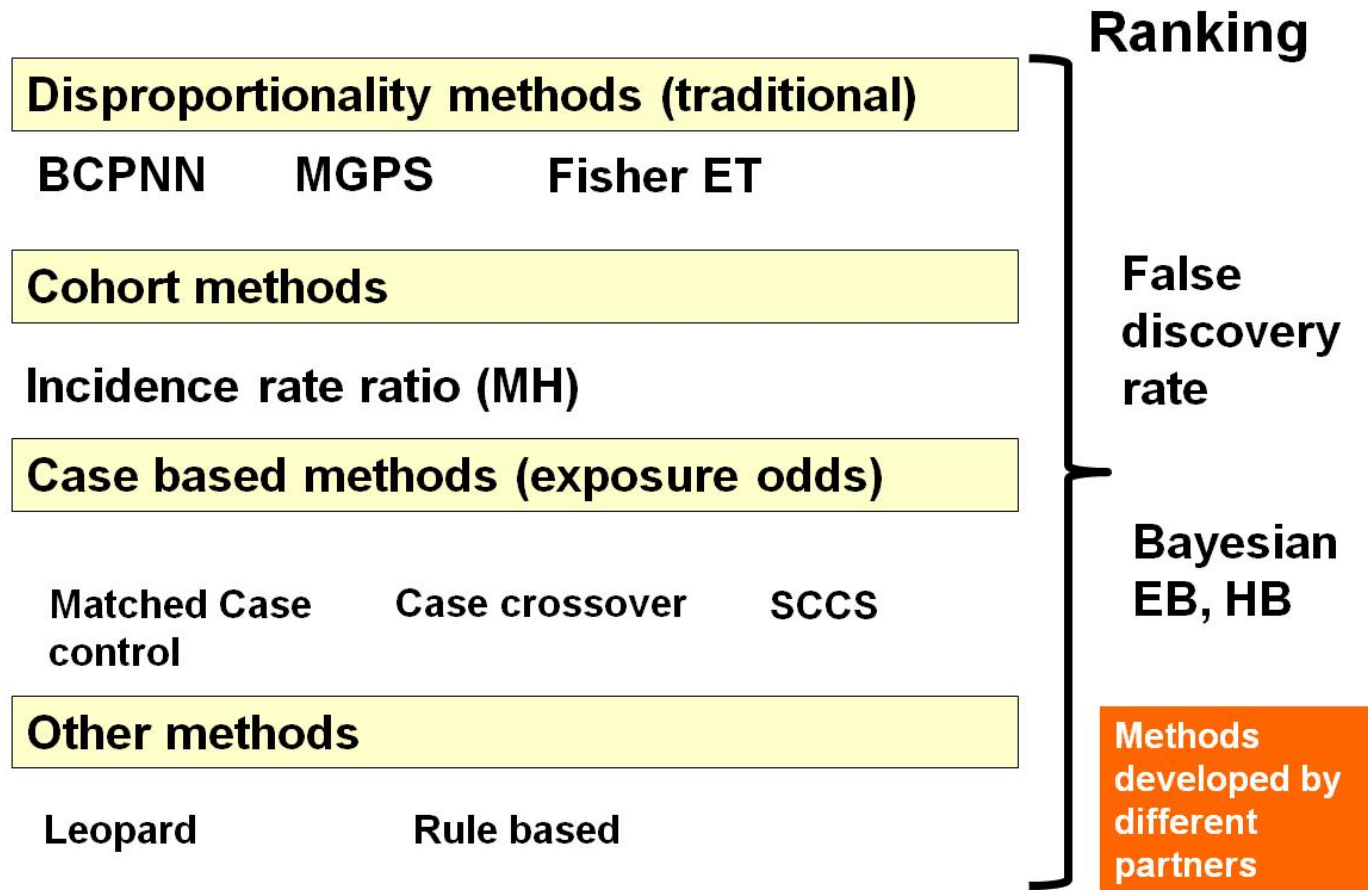 Ranking
Disproportionality methods (traditional)
BCPNN MGPS Fisher ET
Cohort methods
Incidence rate ratio (MH)
Case based methods (exposure odds)
Matched Case
control
Case crossover
SCCS
Other methods
Leopard Rule based
False
discovery
rate
Bayesian
EB, HB
Methods
developed by
different
partners